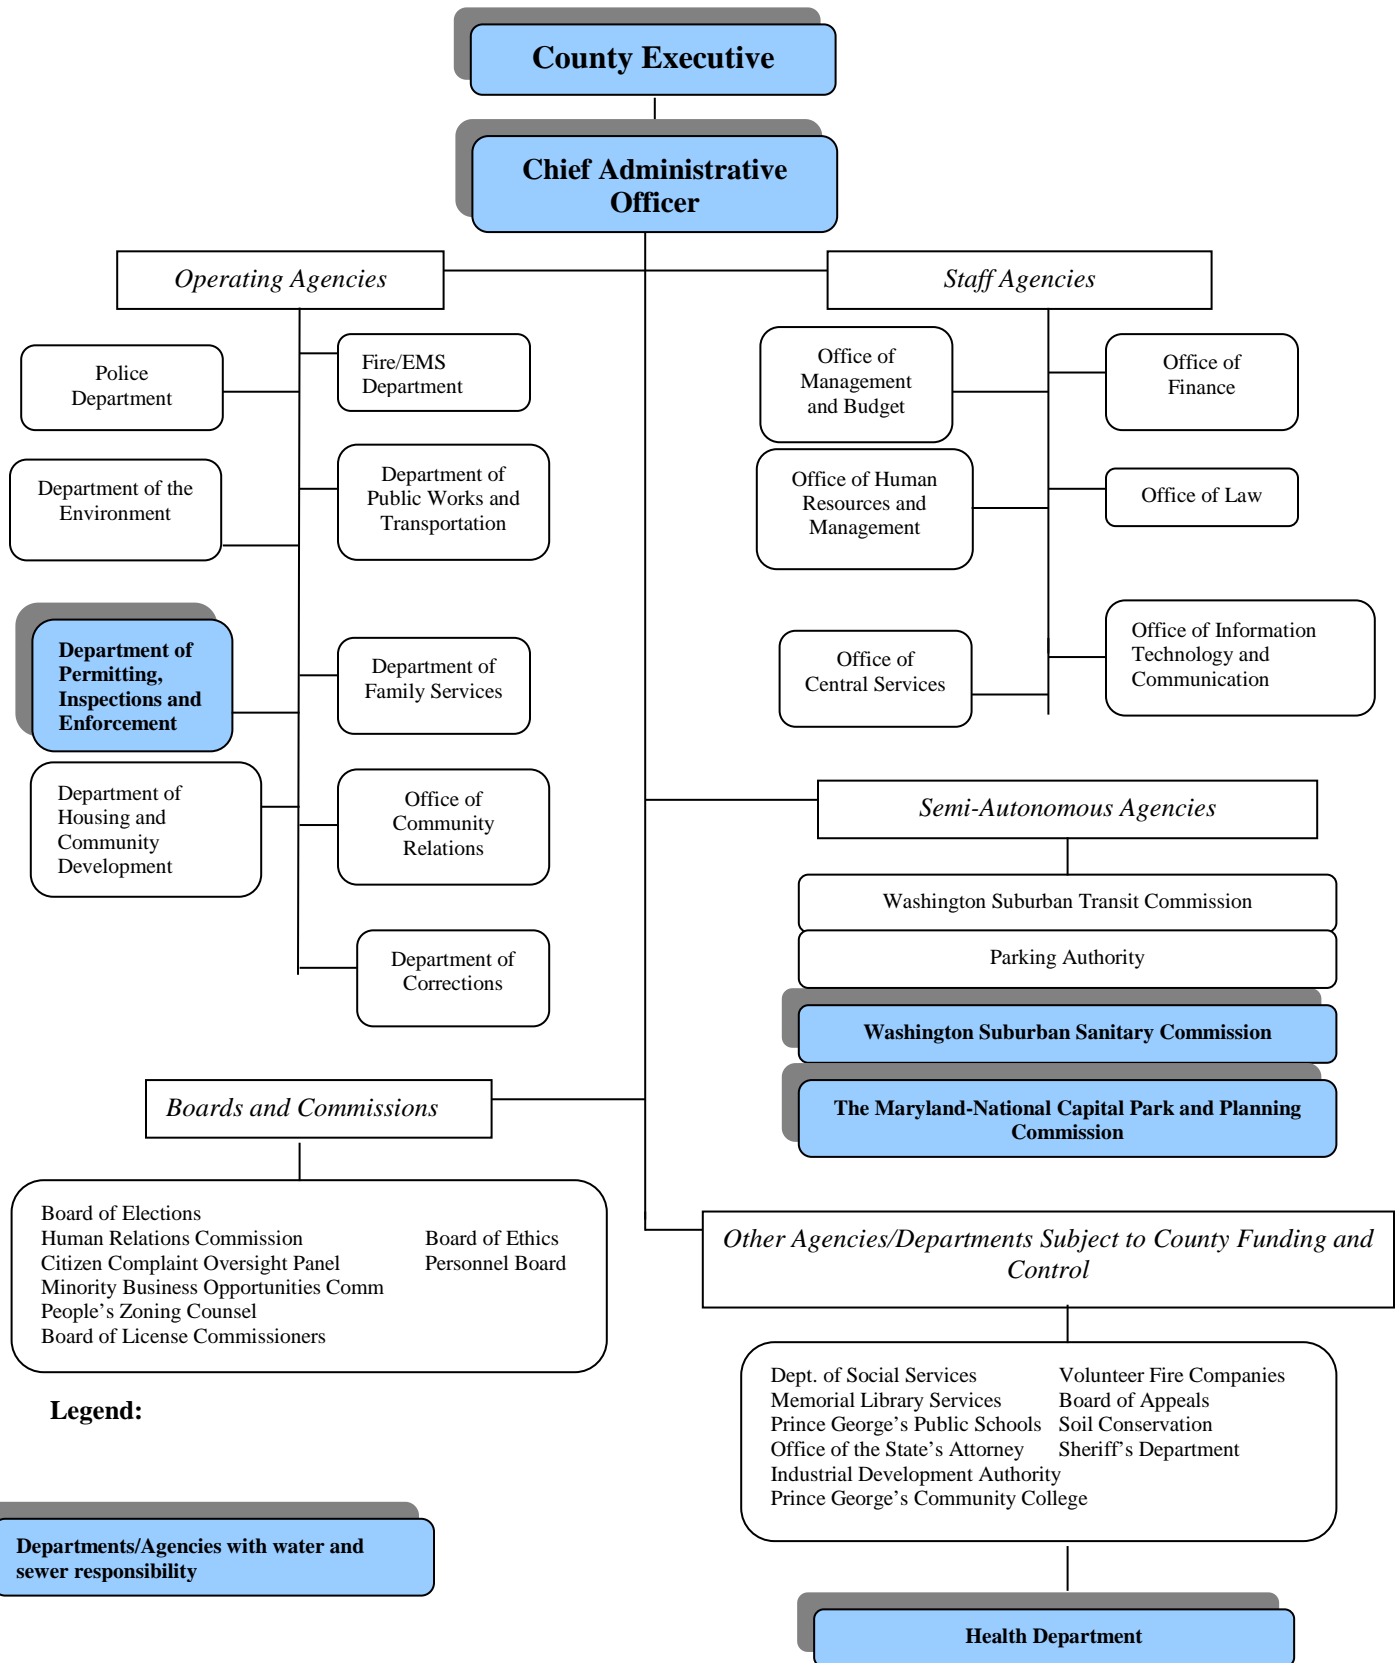 County Executive
Chief Administrative
Officer
Operating Agencies
Staff Agencies
Police
Department
Fire/EMS
Department
Department of the
Environment
Department of
Public Works and
Transportation
Department of
Permitting,
Inspections and
Enforcement
Department of
Family Services
Department of
Housing and
Community
Development
Office of
Community
Relations
Department of
Corrections
Office of
Management
and Budget
Office of
Finance
Office of Human
Resources and
Management
Office of Law
Office of
Central Services
Office of Information
Technology and
Communication
Semi-Autonomous Agencies
Washington Suburban Transit Commission
Parking Authority
Washington Suburban Sanitary Commission
The Maryland-National Capital Park and Planning
Commission
Boards and Commissions
Board of Elections
Human Relations Commission
Board of Ethics
Citizen Complaint Oversight Panel
Personnel Board
Minority Business Opportunities Comm
People’s Zoning Counsel
Board of License Commissioners
Other Agencies/Departments Subject to County Funding and
Control
Dept. of Social Services
Volunteer Fire Companies
Memorial Library Services
Board of Appeals
Prince George’s Public Schools
Soil Conservation
Office of the State’s Attorney
Sheriff’s Department
Industrial Development Authority
Prince George’s Community College
Health Department
Legend:
Departments/Agencies with water and
sewer responsibility